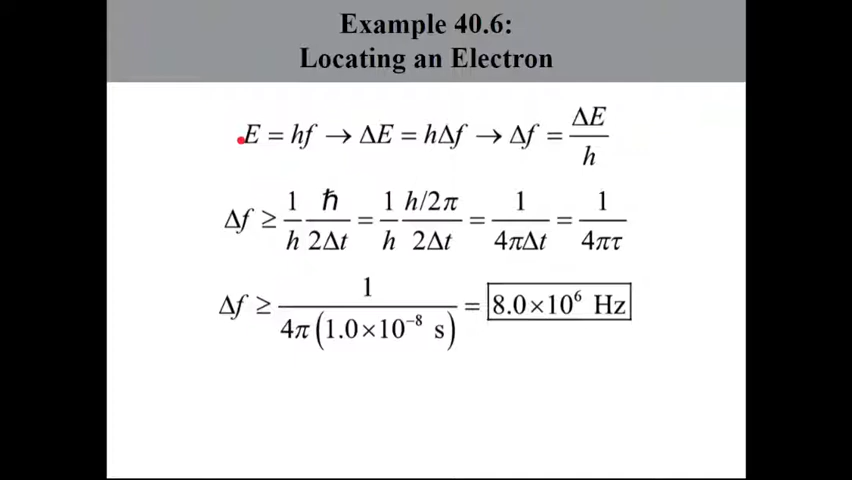 Example 40.6:
Locating an Electron
E = hf → ΔE = hΔf → Δf = ΔE/h
Δf ≥ 1/h ħ/2Δt = 1/h h/2π/2Δt = 1/4πΔt = 1/4πτ
Δf ≥ 1/4π(1.0×10⁻⁸ s) = 8.0×10⁶ Hz